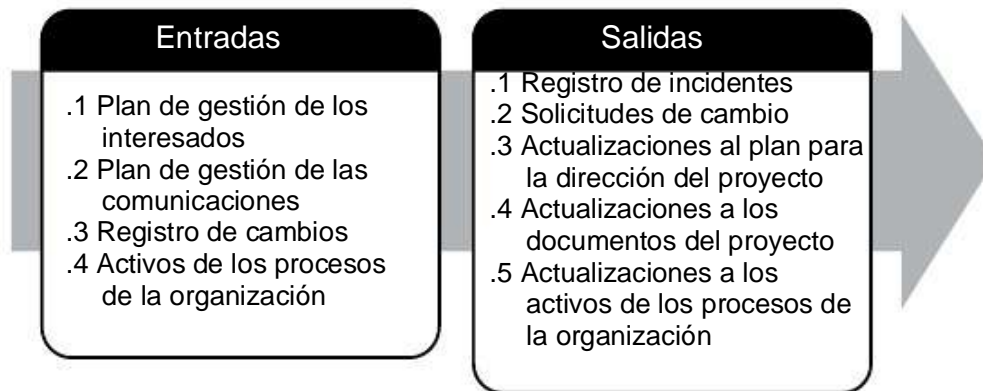 Entradas
.1 Plan de gestión de los
interesados
.2 Plan de gestión de las
comunicaciones
.3 Registro de cambios
.4 Activos de los procesos
de la organización
Salidas
.1 Registro de incidentes
.2 Solicitudes de cambio
.3 Actualizaciones al plan para
la dirección del proyecto
.4 Actualizaciones a los
documentos del proyecto
.5 Actualizaciones a los
activos de los procesos de
la organización